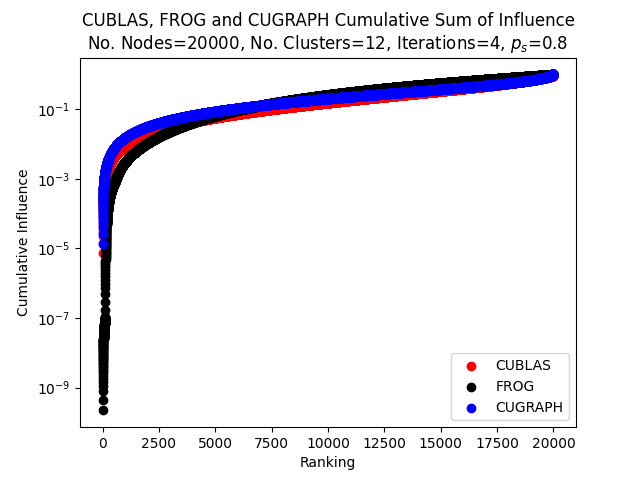 CUBLAS, FROG and CUGRAPH Cumulative Sum of Influence
No. Nodes=20000, No. Clusters=12, Iterations=4, $p_s$=0.8
Cumulative Influence
10⁻¹
10⁻³
10⁻⁵
10⁻⁷
10⁻⁹
CUBLAS
FROG
CUGRAPH
0 2500 5000 7500 10000 12500 15000 17500 20000
Ranking